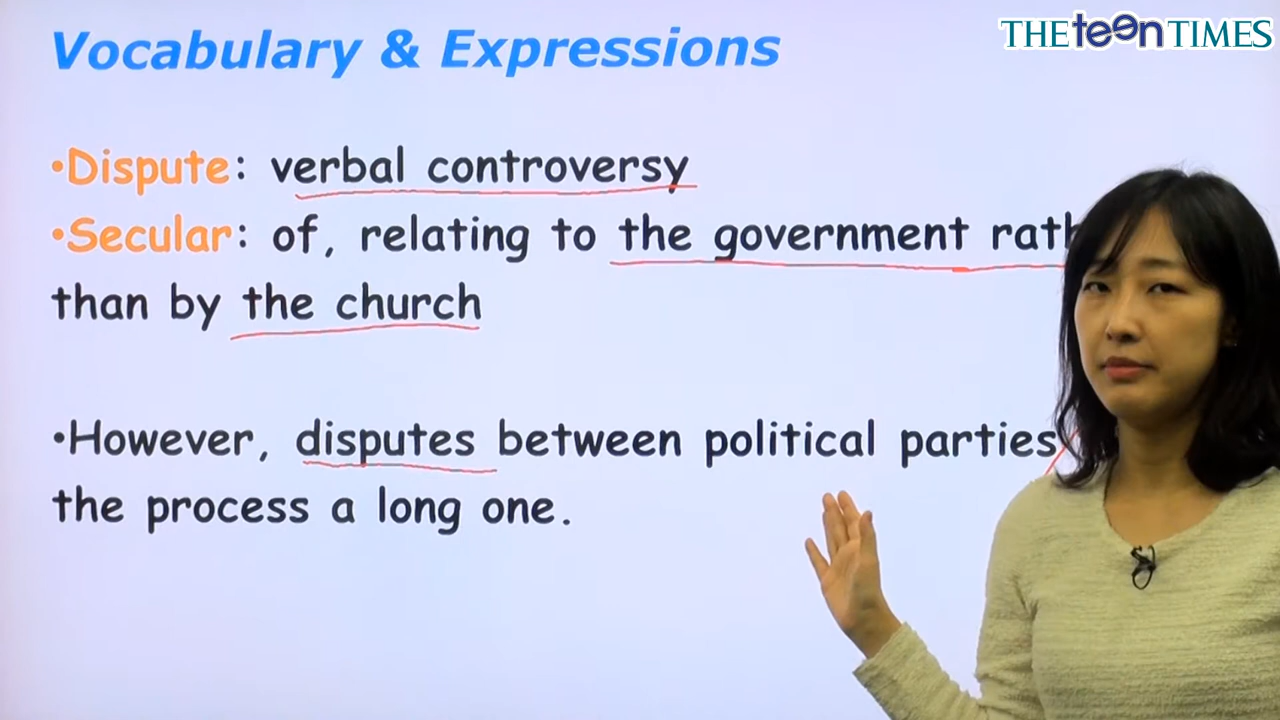 THE teen TIMES
Vocabulary & Expressions
•Dispute: verbal controversy
•Secular: of, relating to the government
than by the church
•However, disputes between political parties
the process a long one.